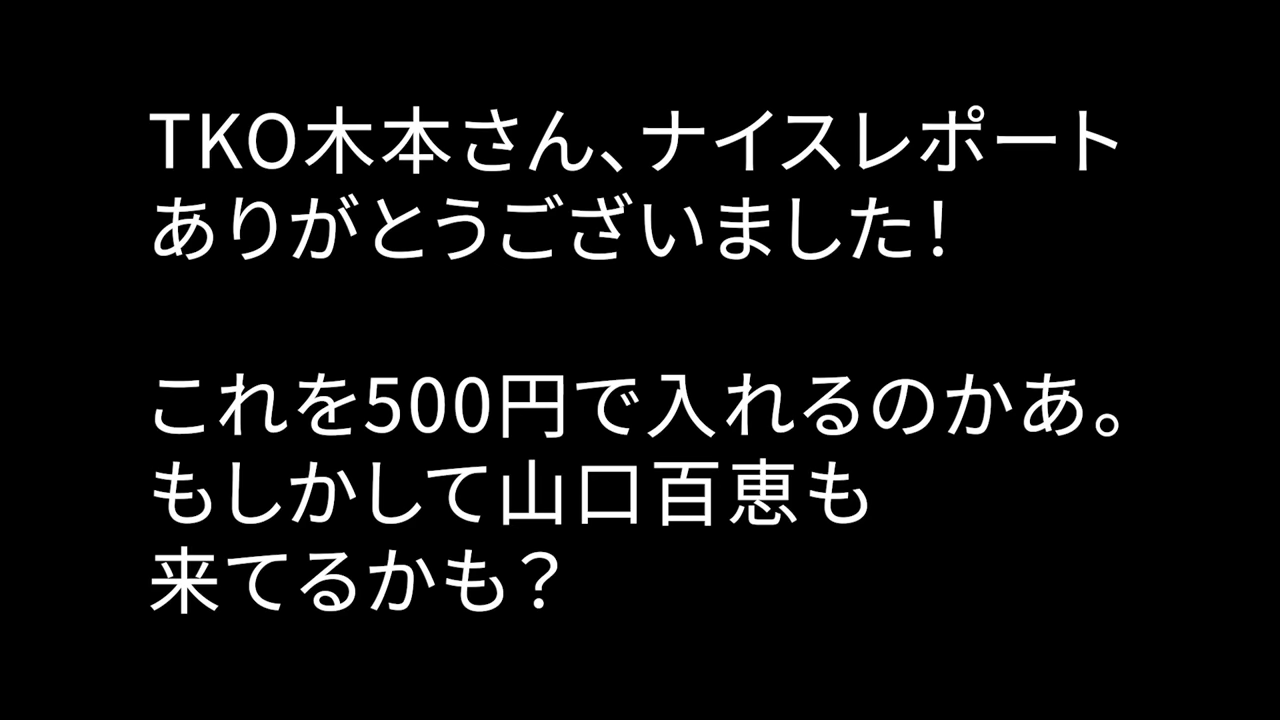 TKO木本さん、ナイスレポート
ありがとうございました!
これを500円で入れるのかあ。
もしかして山口百恵も
来てるかも?